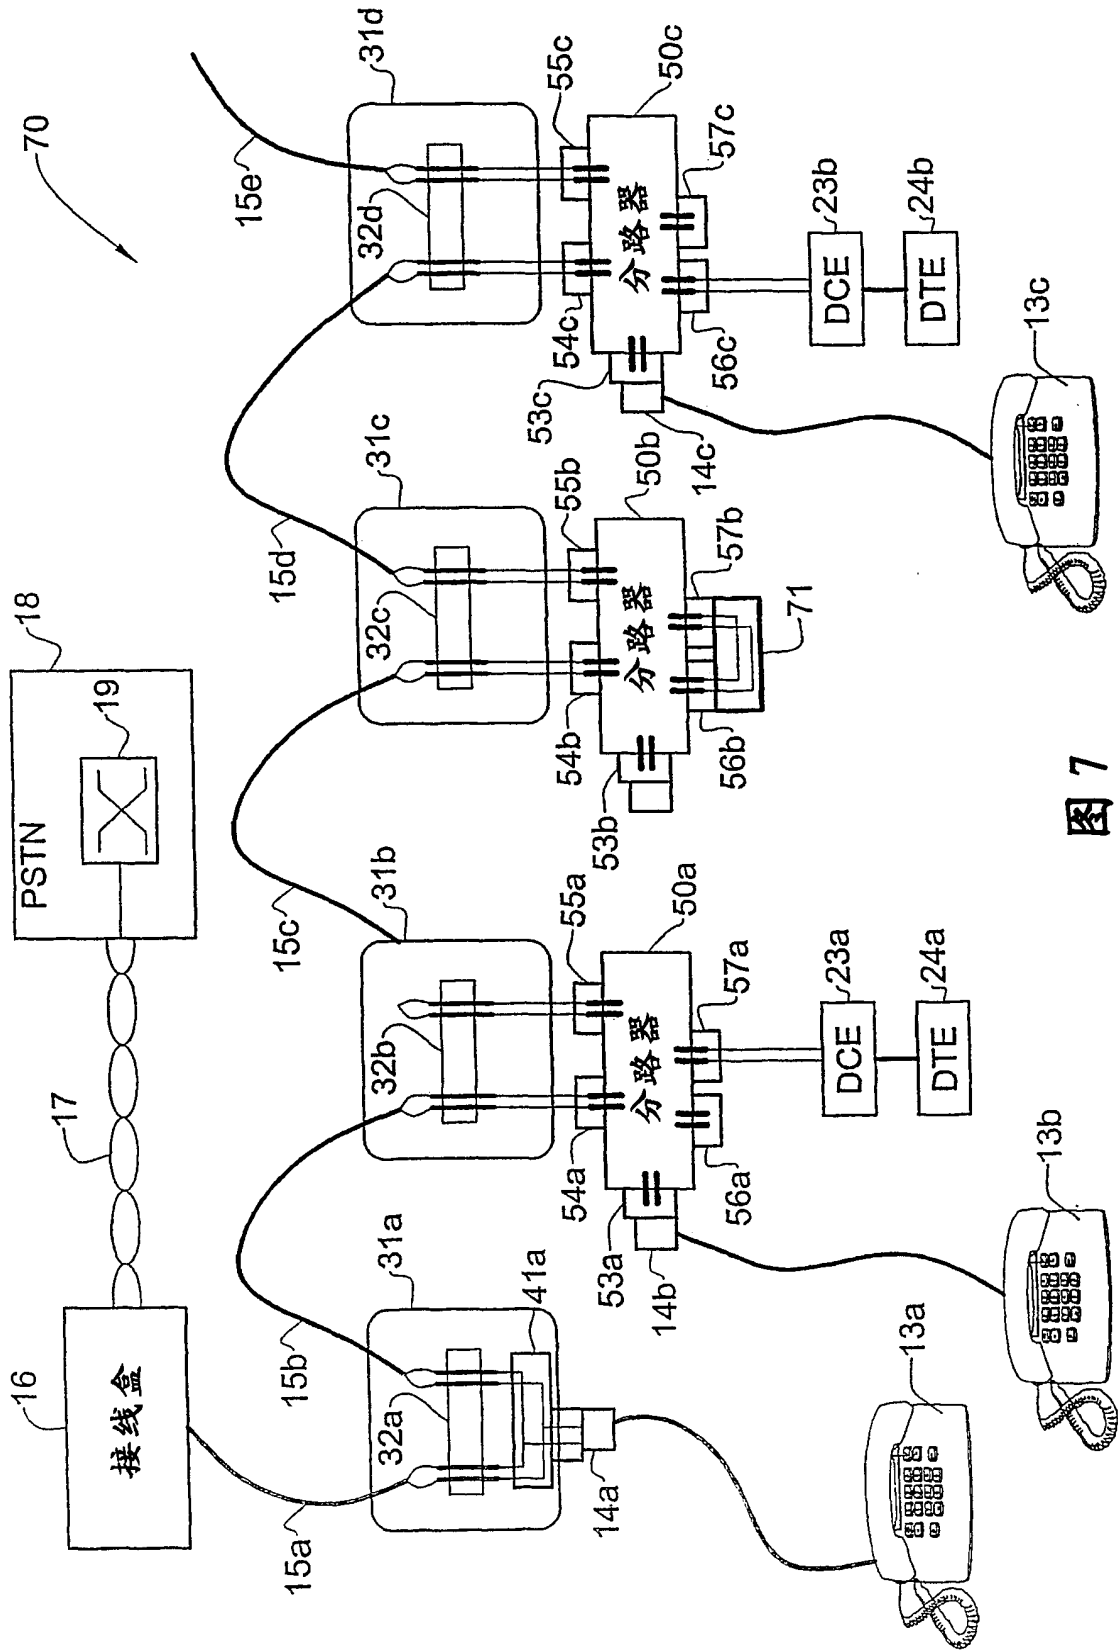 70
16
接线盒
17
PSTN
18
19
15a
15b
15c
15d
15e
31a
31b
31c
31d
32a
32b
32c
32d
41a
14a
54a
55a
54b
55b
54c
55c
53a
分路器
50a
53b
分路器
50b
53c
分路器
50c
14b
56a
57a
56b
57b
14c
56c
57c
71
DCE
23a
DCE
23b
DTE
24a
DTE
24b
13a
13b
13c
图 7